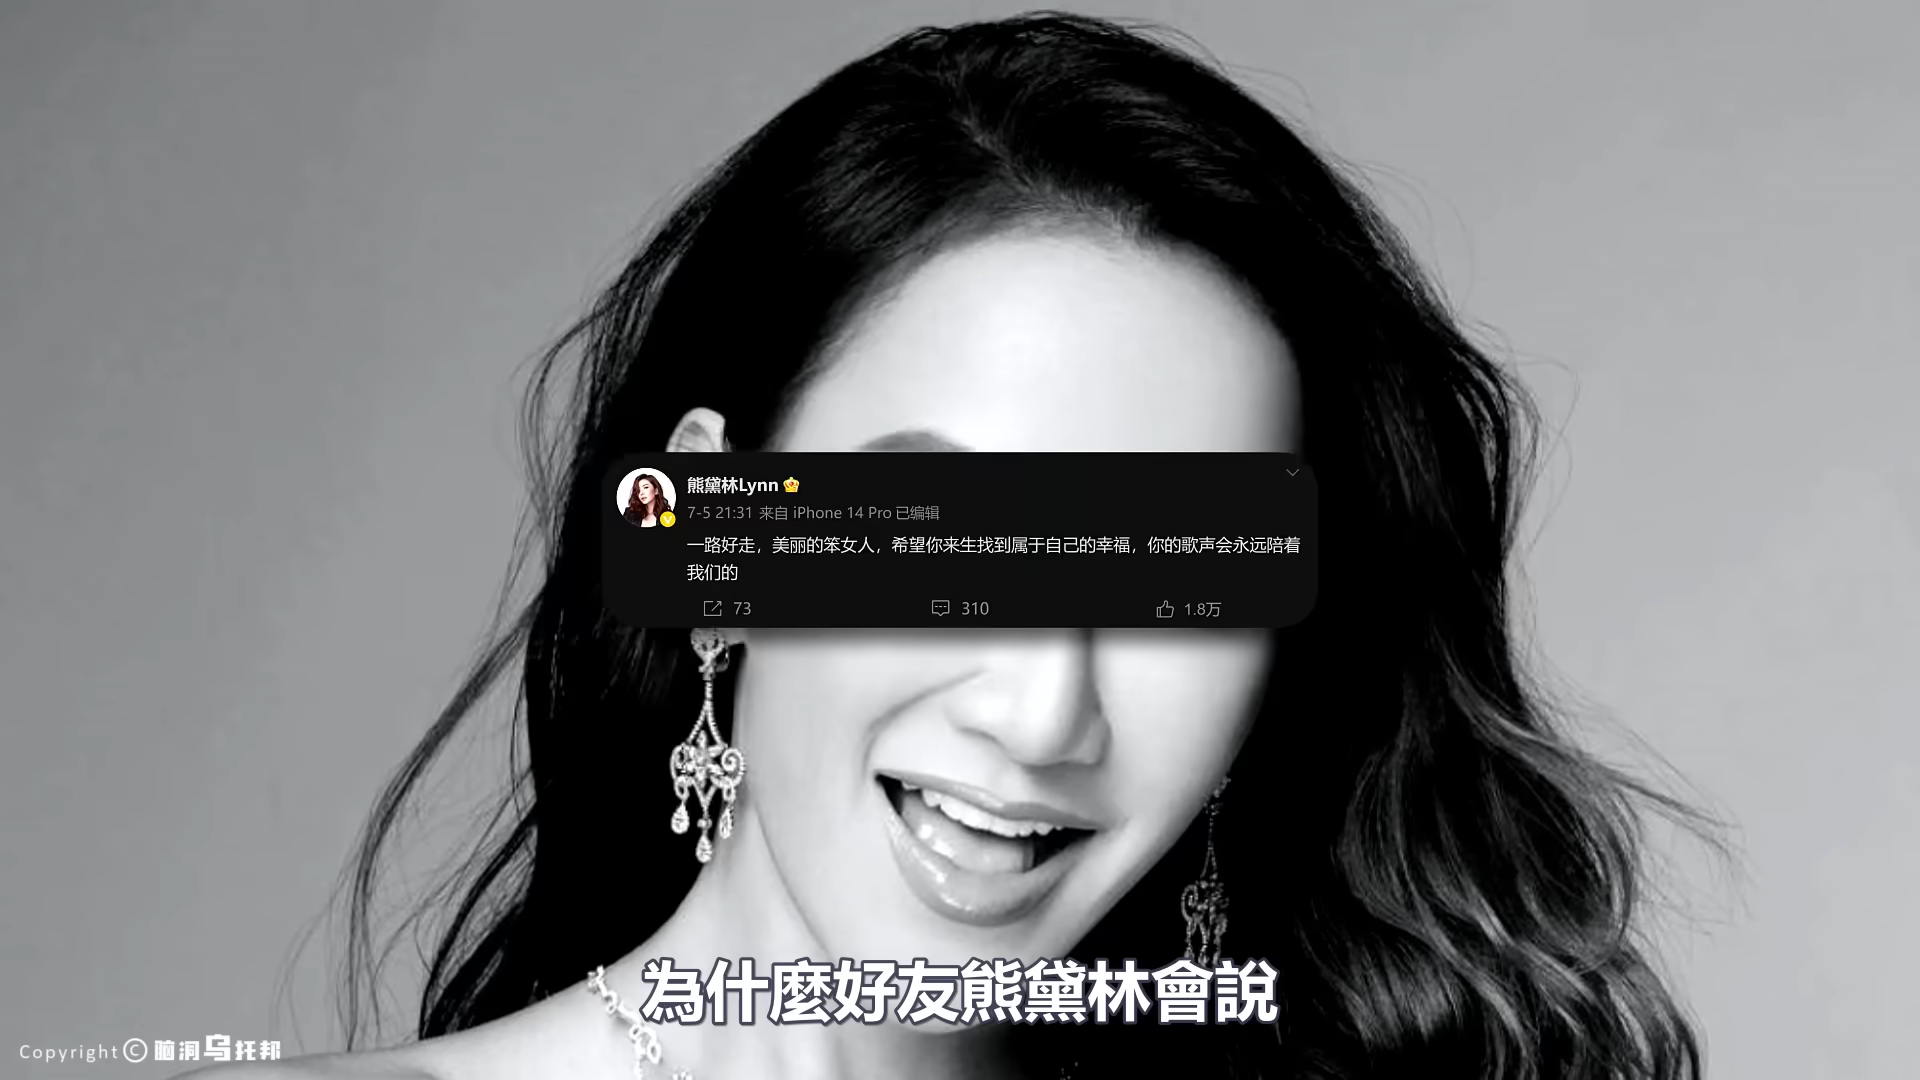 熊黛林Lynn
7-5 21:31 来自 iPhone 14 Pro 已编辑
一路好走，美丽的笨女人，希望你来生找到属于自己的幸福，你的歌声会永远陪着
我们的
73 310 1.8万
為什麼好友熊黛林會說
Copyright © 脑洞乌托邦